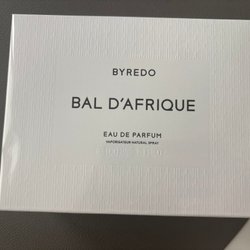 BYREDO
BAL D'AFRIQUE
EAU DE PARFUM
VAPORISATEUR NATURAL SPRAY